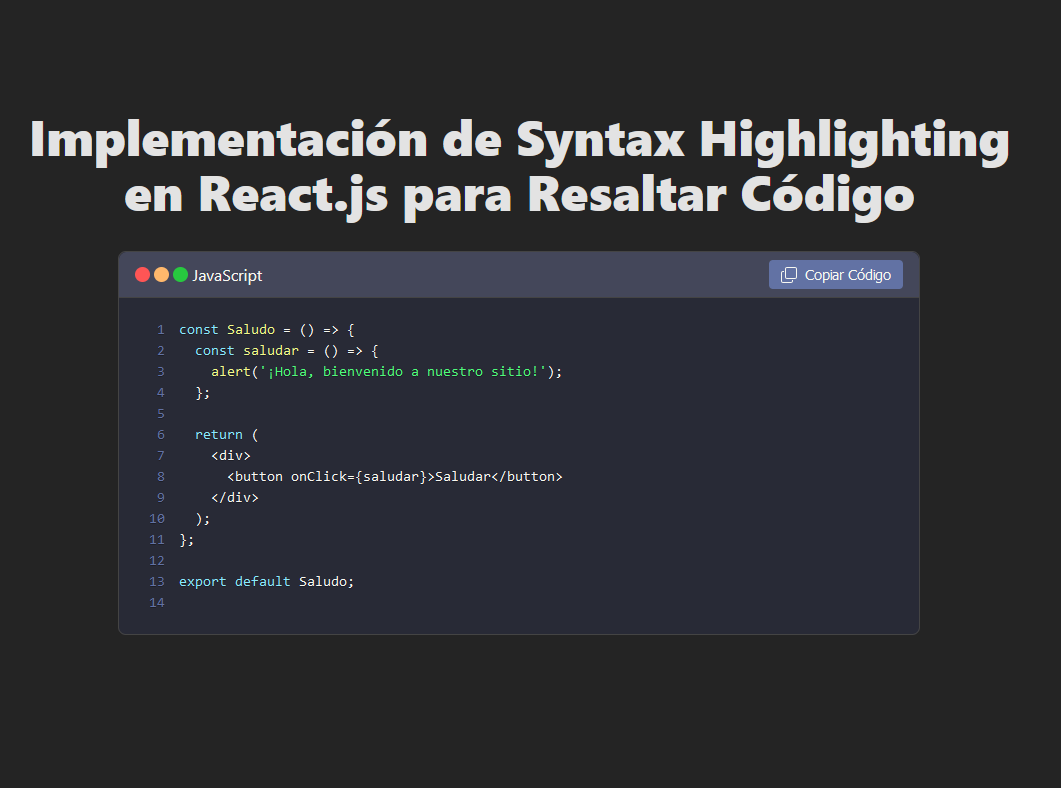 Implementación de Syntax Highlighting
en React.js para Resaltar Código
JavaScript
Copiar Código
1 const Saludo = () => {
2   const saludar = () => {
3     alert('¡Hola, bienvenido a nuestro sitio!');
4   };
5
6   return (
7     <div>
8       <button onClick={saludar}>Saludar</button>
9     </div>
10   );
11 };
12
13 export default Saludo;
14